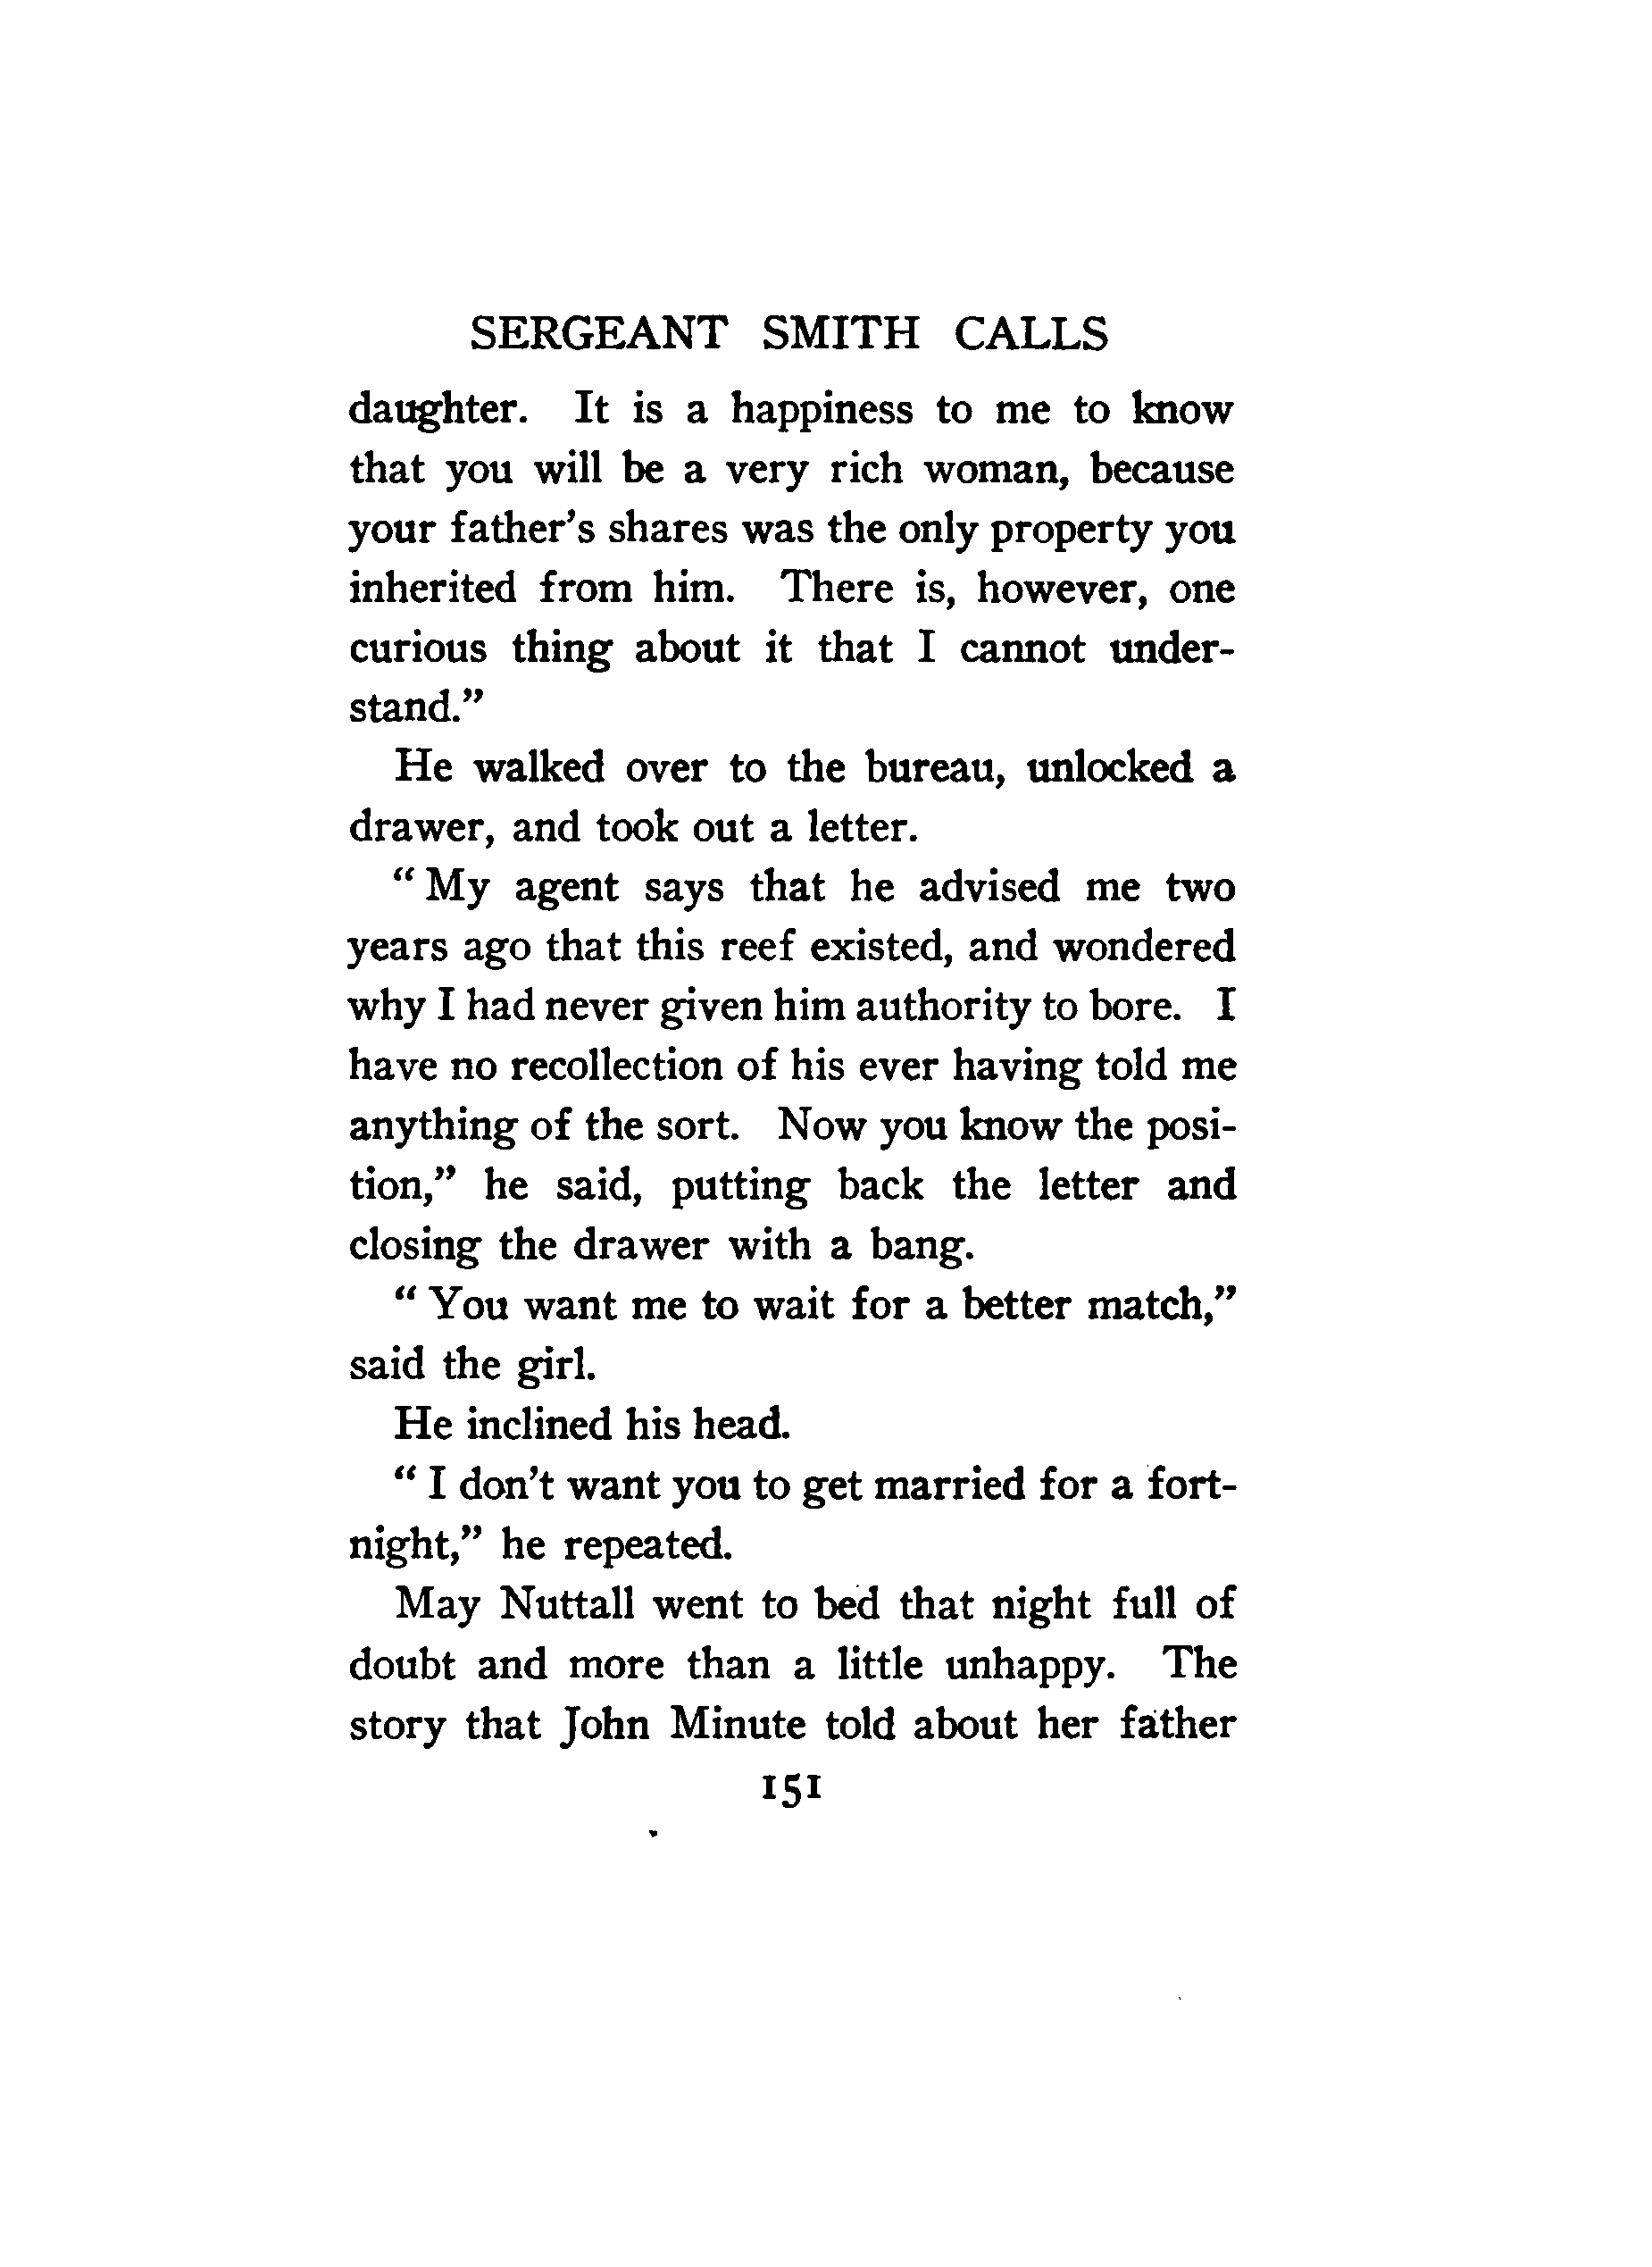 SERGEANT SMITH CALLS
daughter. It is a happiness to me to know
that you will be a very rich woman, because
your father's shares was the only property you
inherited from him. There is, however, one
curious thing about it that I cannot under-
stand."
He walked over to the bureau, unlocked a
drawer, and took out a letter.
" My agent says that he advised me two
years ago that this reef existed, and wondered
why I had never given him authority to bore. I
have no recollection of his ever having told me
anything of the sort. Now you know the posi-
tion," he said, putting back the letter and
closing the drawer with a bang.
" You want me to wait for a better match,"
said the girl.
He inclined his head.
" I don't want you to get married for a fort-
night," he repeated.
May Nuttall went to bed that night full of
doubt and more than a little unhappy. The
story that John Minute told about her father
151